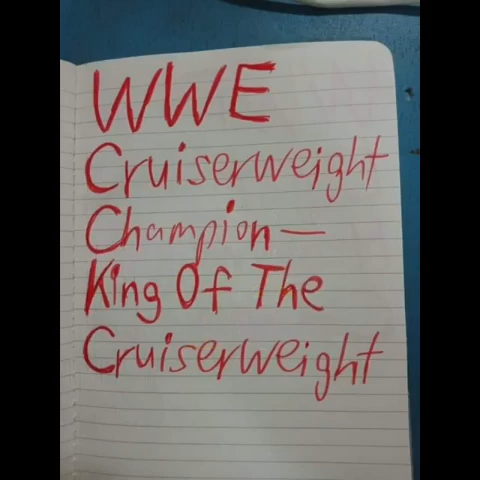 WWE
Cruiserweight
Champion—
King Of The
Cruiserweight